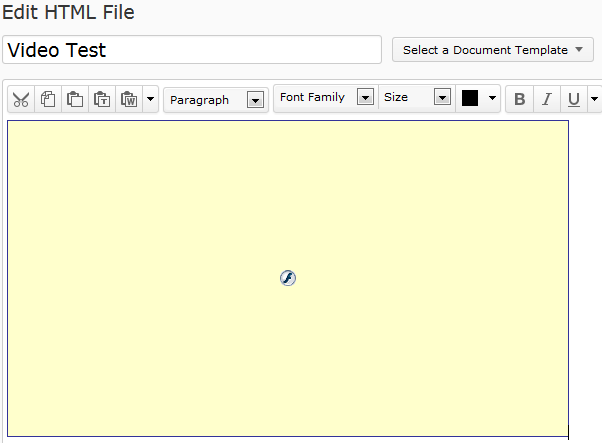 Edit HTML File
Video Test
Select a Document Template
Paragraph
Font Family
Size
B I U